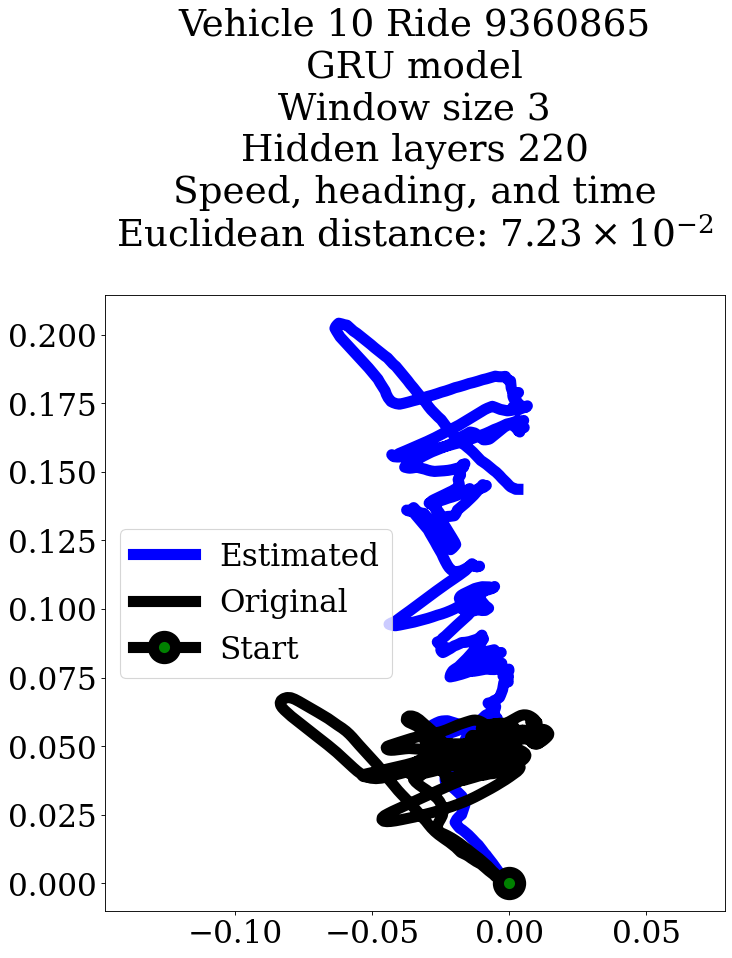 Vehicle 10 Ride 9360865
GRU model
Window size 3
Hidden layers 220
Speed, heading, and time
Euclidean distance: 7.23 × 10⁻²
0.200
0.175
0.150
0.125
0.100
0.075
0.050
0.025
0.000
Estimated
Original
Start
−0.10 −0.05 0.00 0.05